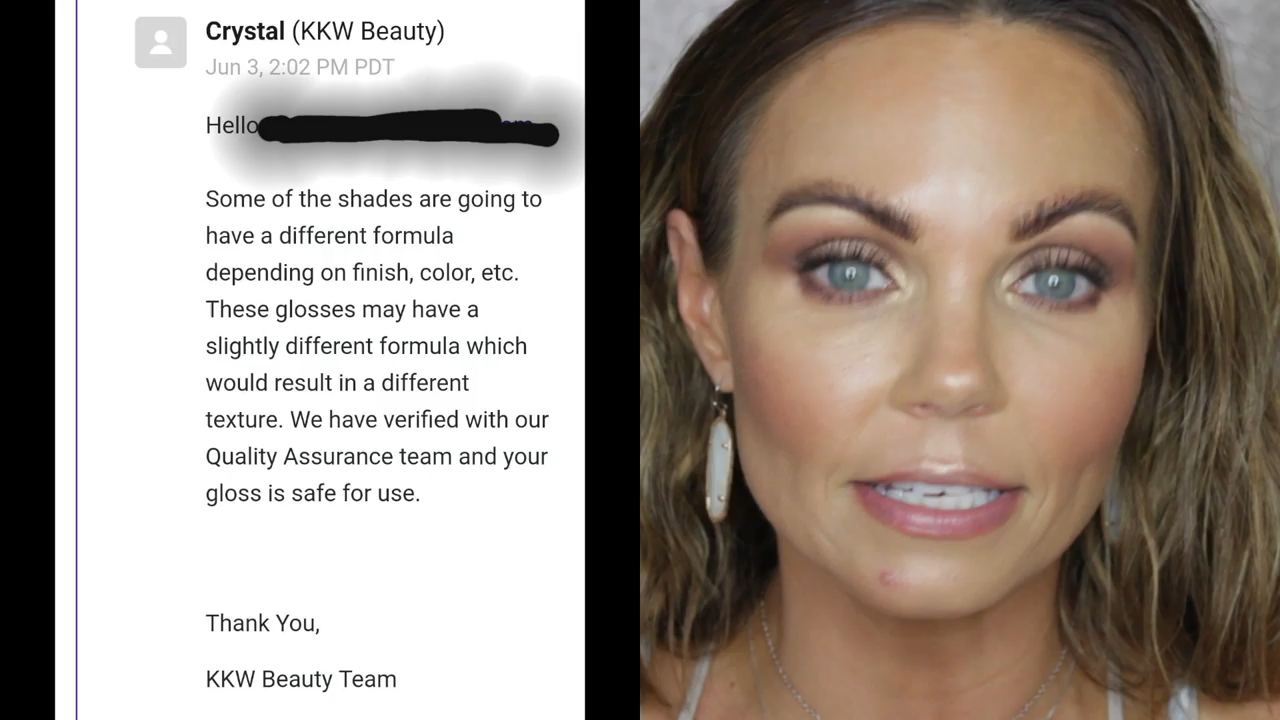 Crystal (KKW Beauty)
Jun 3, 2:02 PM PDT
Hello
Some of the shades are going to
have a different formula
depending on finish, color, etc.
These glosses may have a
slightly different formula which
would result in a different
texture. We have verified with our
Quality Assurance team and your
gloss is safe for use.
Thank You,
KKW Beauty Team